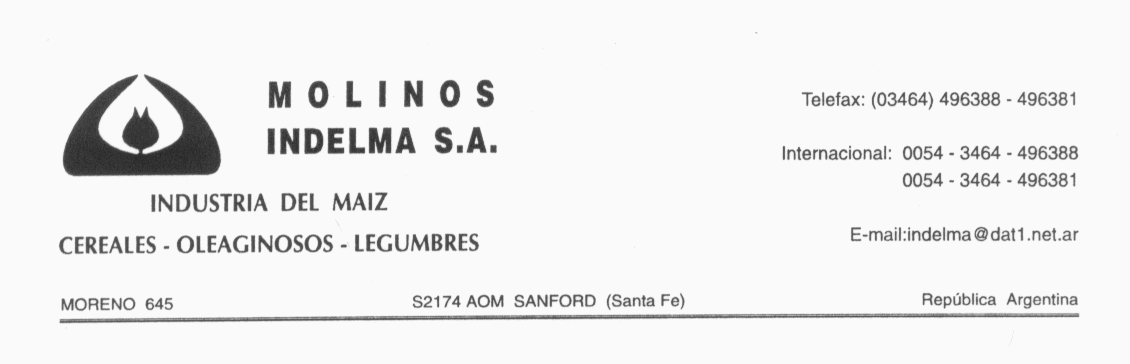 MOLINOS
INDELMA S.A.
INDUSTRIA DEL MAIZ
CEREALES - OLEAGINOSOS - LEGUMBRES
Telefax: (03464) 496388 - 496381
Internacional: 0054 - 3464 - 496388
0054 - 3464 - 496381
E-mail:indelma@dat1.net.ar
MORENO 645 S2174 AOM SANFORD (Santa Fe) República Argentina